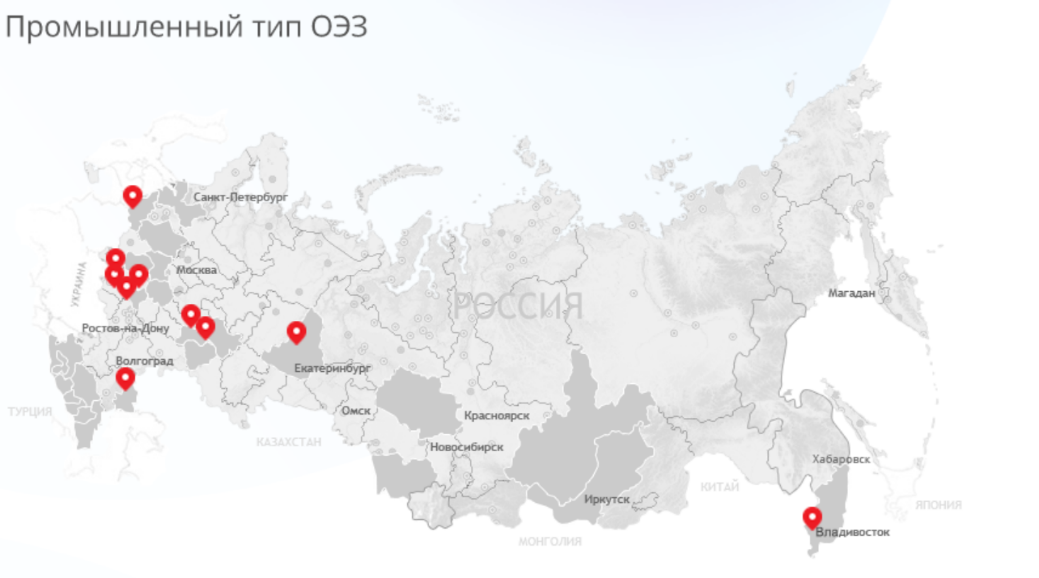 Промышленный тип ОЭЗ
Санкт-Петербург
УКРАИНА
Москва
РОССИЯ
Магадан
Ростов-на-Дону
Волгоград
Екатеринбург
ТУРЦИЯ
Омск
Красноярск
КАЗАХСТАН
Новосибирск
Хабаровск
КИТАЙ
Иркутск
ЯПОНИЯ
Владивосток
МОНГОЛИЯ